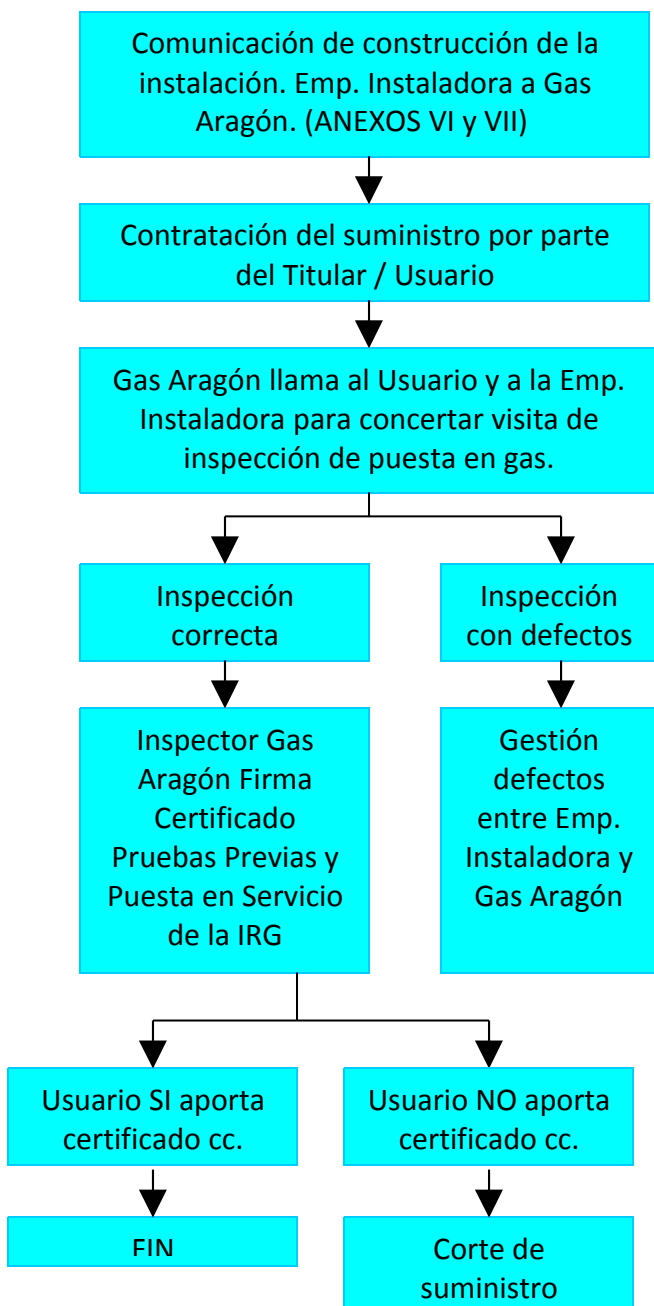 Comunicación de construcción de la
instalación. Emp. Instaladora a Gas
Aragón. (ANEXOS VI y VII)
Contratación del suministro por parte
del Titular / Usuario
Gas Aragón llama al Usuario y a la Emp.
Instaladora para concertar visita de
inspección de puesta en gas.
Inspección
correcta
Inspección
con defectos
Inspector Gas
Aragón Firma
Certificado
Pruebas Previas y
Puesta en Servicio
de la IRG
Gestión
defectos
entre Emp.
Instaladora y
Gas Aragón
Usuario SI aporta
certificado cc.
Usuario NO aporta
certificado cc.
FIN
Corte de
suministro